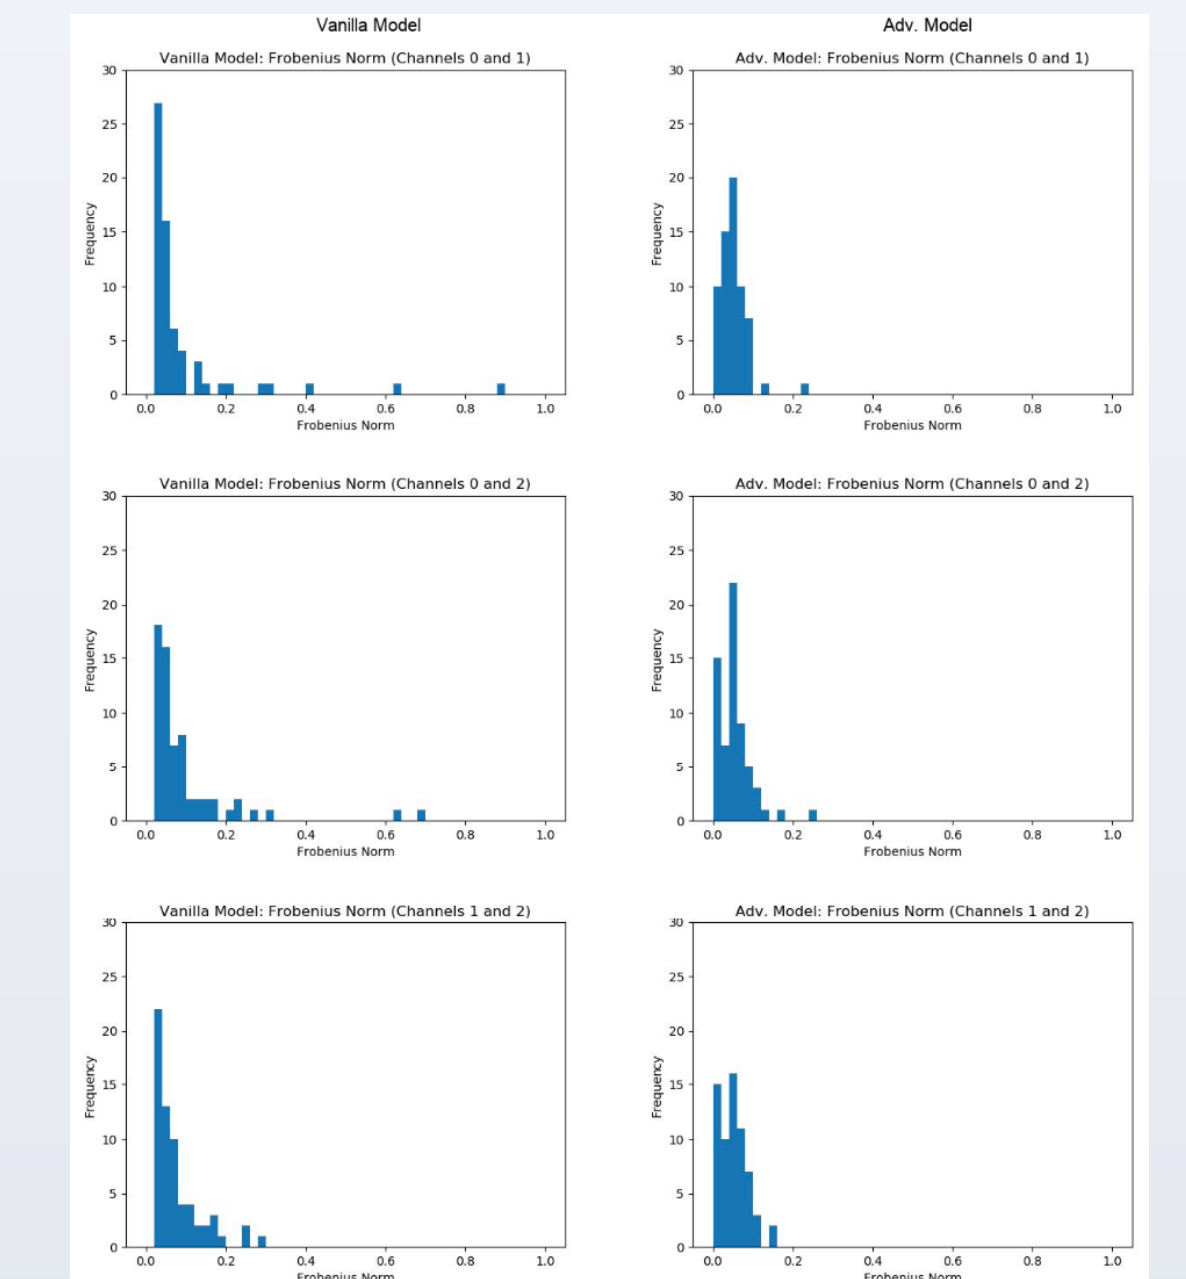 Vanilla Model
Adv. Model
Vanilla Model: Frobenius Norm (Channels 0 and 1)
30
25
20
15
10
5
0
Frequency
0.0 0.2 0.4 0.6 0.8 1.0
Frobenius Norm
Adv. Model: Frobenius Norm (Channels 0 and 1)
30
25
20
15
10
5
0
Frequency
0.0 0.2 0.4 0.6 0.8 1.0
Frobenius Norm
Vanilla Model: Frobenius Norm (Channels 0 and 2)
30
25
20
15
10
5
0
Frequency
0.0 0.2 0.4 0.6 0.8 1.0
Frobenius Norm
Adv. Model: Frobenius Norm (Channels 0 and 2)
30
25
20
15
10
5
0
Frequency
0.0 0.2 0.4 0.6 0.8 1.0
Frobenius Norm
Vanilla Model: Frobenius Norm (Channels 1 and 2)
30
25
20
15
10
5
0
Frequency
0.0 0.2 0.4 0.6 0.8 1.0
Frobenius Norm
Adv. Model: Frobenius Norm (Channels 1 and 2)
30
25
20
15
10
5
0
Frequency
0.0 0.2 0.4 0.6 0.8 1.0
Frobenius Norm